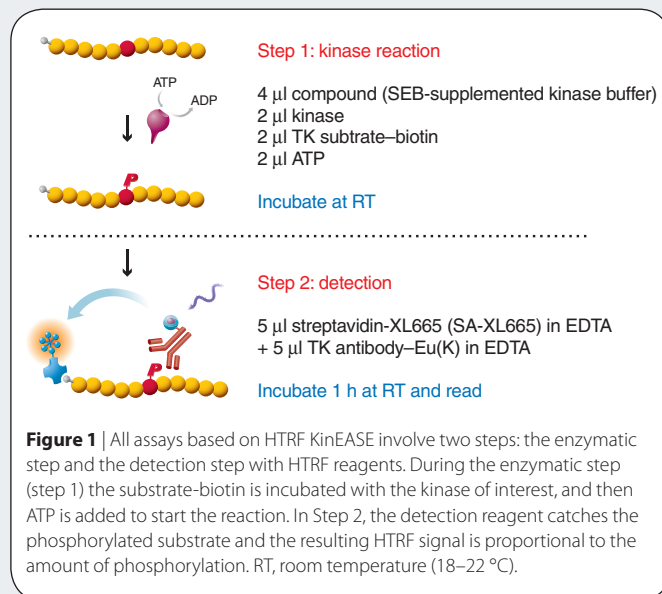 Step 1: kinase reaction
ATP
ADP
4 µl compound (SEB-supplemented kinase buffer)
2 µl kinase
2 µl TK subtrate–biotin
2 µl ATP
P
Incubate at RT
Step 2: detection
5 µl streptavidin-XL665 (SA-XL665) in EDTA
+ 5 µl TK antibody–Eu(K) in EDTA
P
Incubate 1 h at RT and read
Figure 1 | All assays based on HTRF KinEASE involve two steps: the enzymatic
step and the detection step with HTRF reagents. During the enzymatic step
(step 1) the substrate-biotin is incubated with the kinase of interest, and then
ATP is added to start the reaction. In Step 2, the detection reagent catches the
phosphorylated substrate and the resulting HTRF signal is proportional to the
amount of phosphorylation. RT, room temperature (18–22 °C).